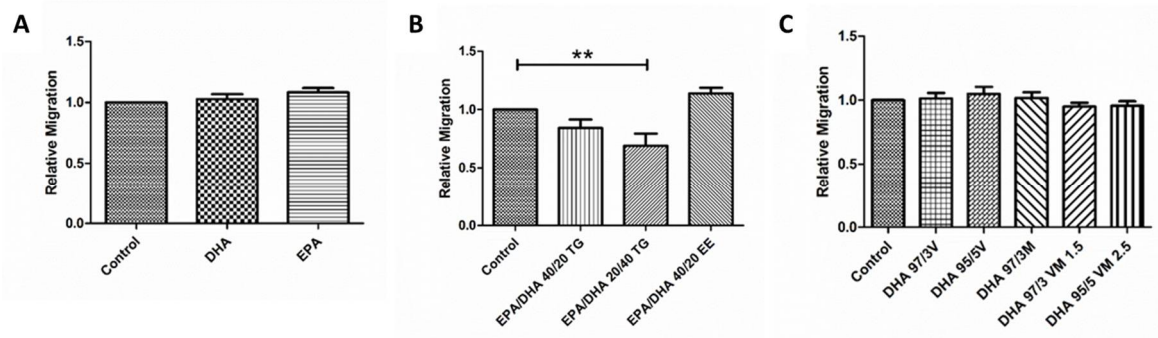 A
Relative Migration
1.5
1.0
0.5
0.0
Control
DHA
EPA
B
Relative Migration
1.5
1.0
0.5
0.0
**
Control
EPA/DHA 40/20 TG
EPA/DHA 20/40 TG
EPA/DHA 40/20 EE
C
Relative Migration
1.5
1.0
0.5
0.0
Control
DHA 97/3V
DHA 95/5V
DHA 97/3M
DHA 97/3 VM 1.5
DHA 95/5 VM 2.5